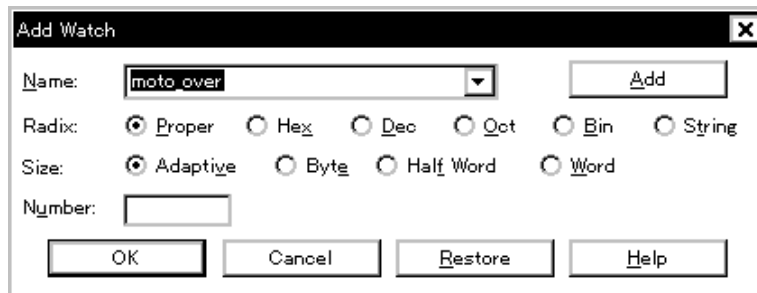 Add Watch
Name: moto_over Add
Radix: Proper Hex Dec Oct Bin String
Size: Adaptive Byte Half Word Word
Number:
OK Cancel Restore Help